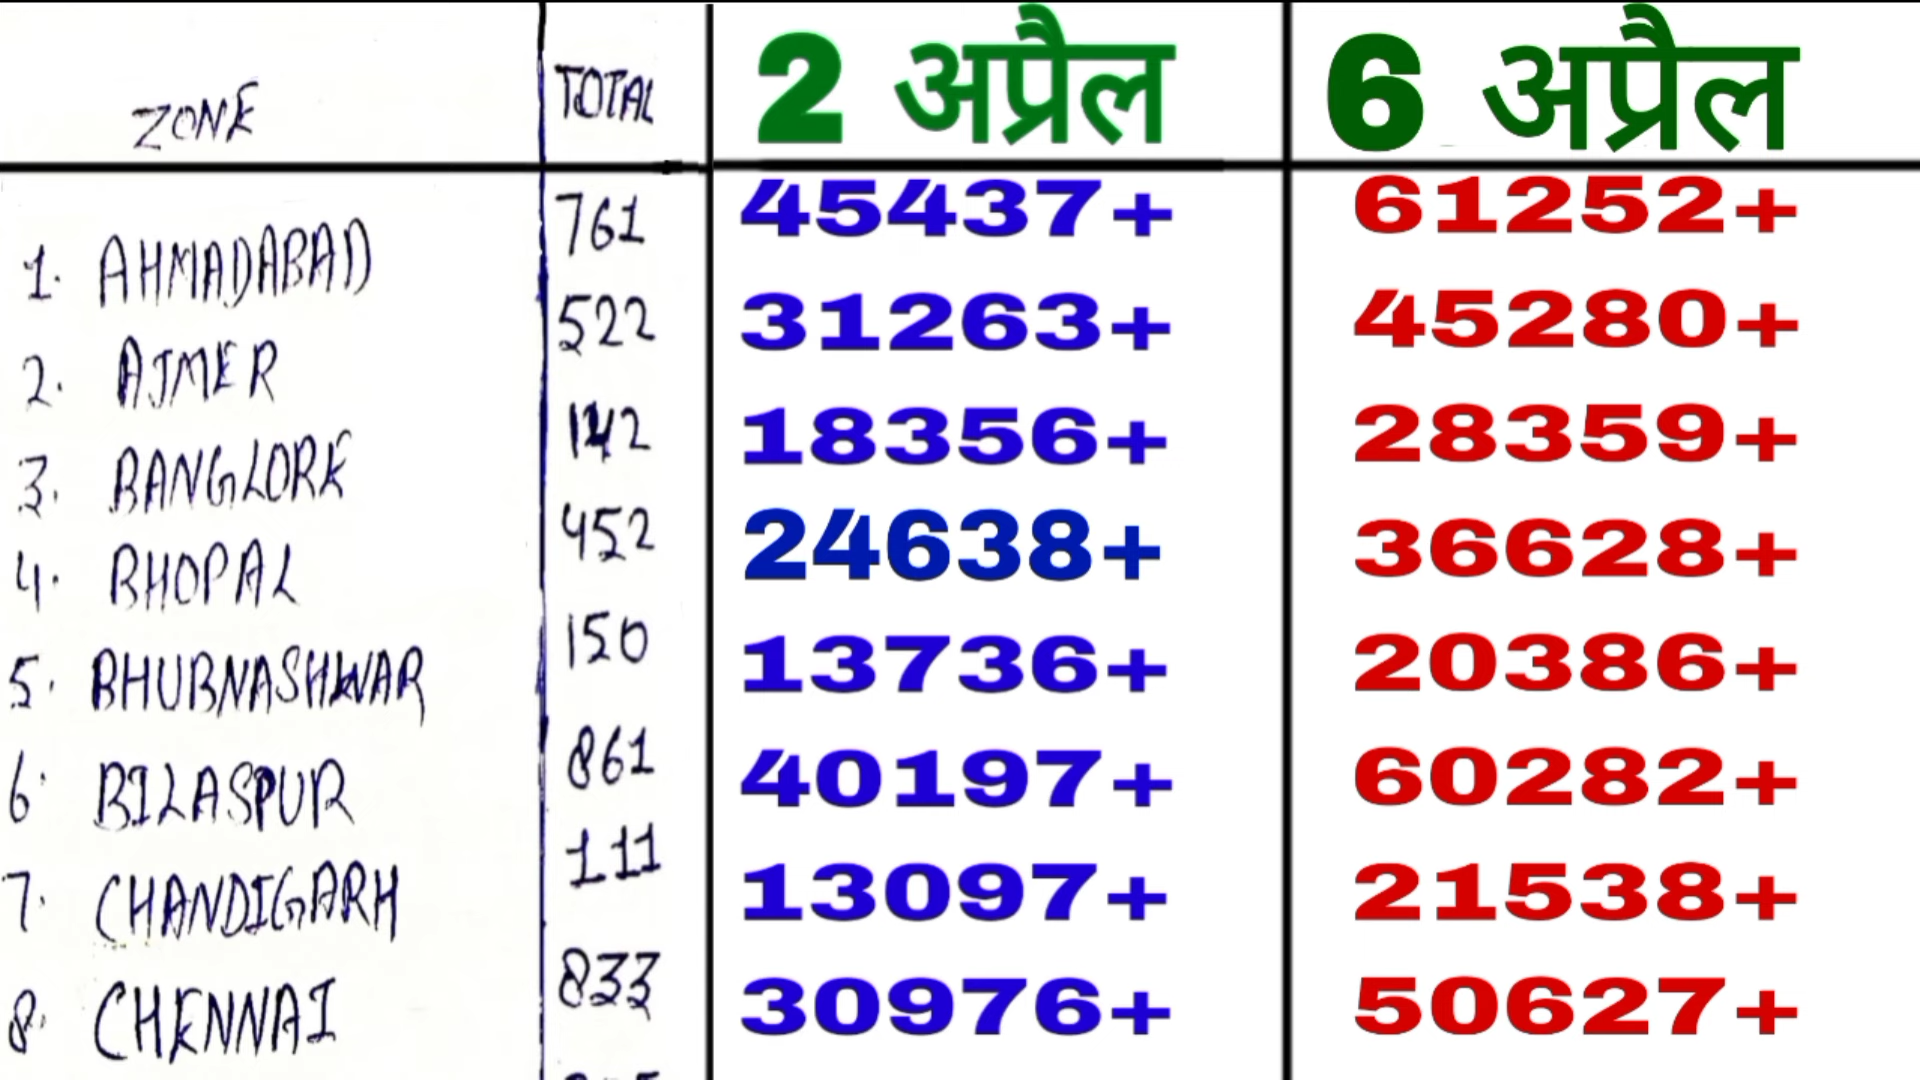 ZONE TOTAL 2 अप्रैल 6 अप्रैल
1. AHMADABAD 761 45437+ 61252+
2. AJMER 522 31263+ 45280+
3. BANGLORE 142 18356+ 28359+
4. BHOPAL 452 24638+ 36628+
5. BHUBNASHWAR 150 13736+ 20386+
6. BILASPUR 861 40197+ 60282+
7. CHANDIGARH 111 13097+ 21538+
8. CHENNAI 833 30976+ 50627+